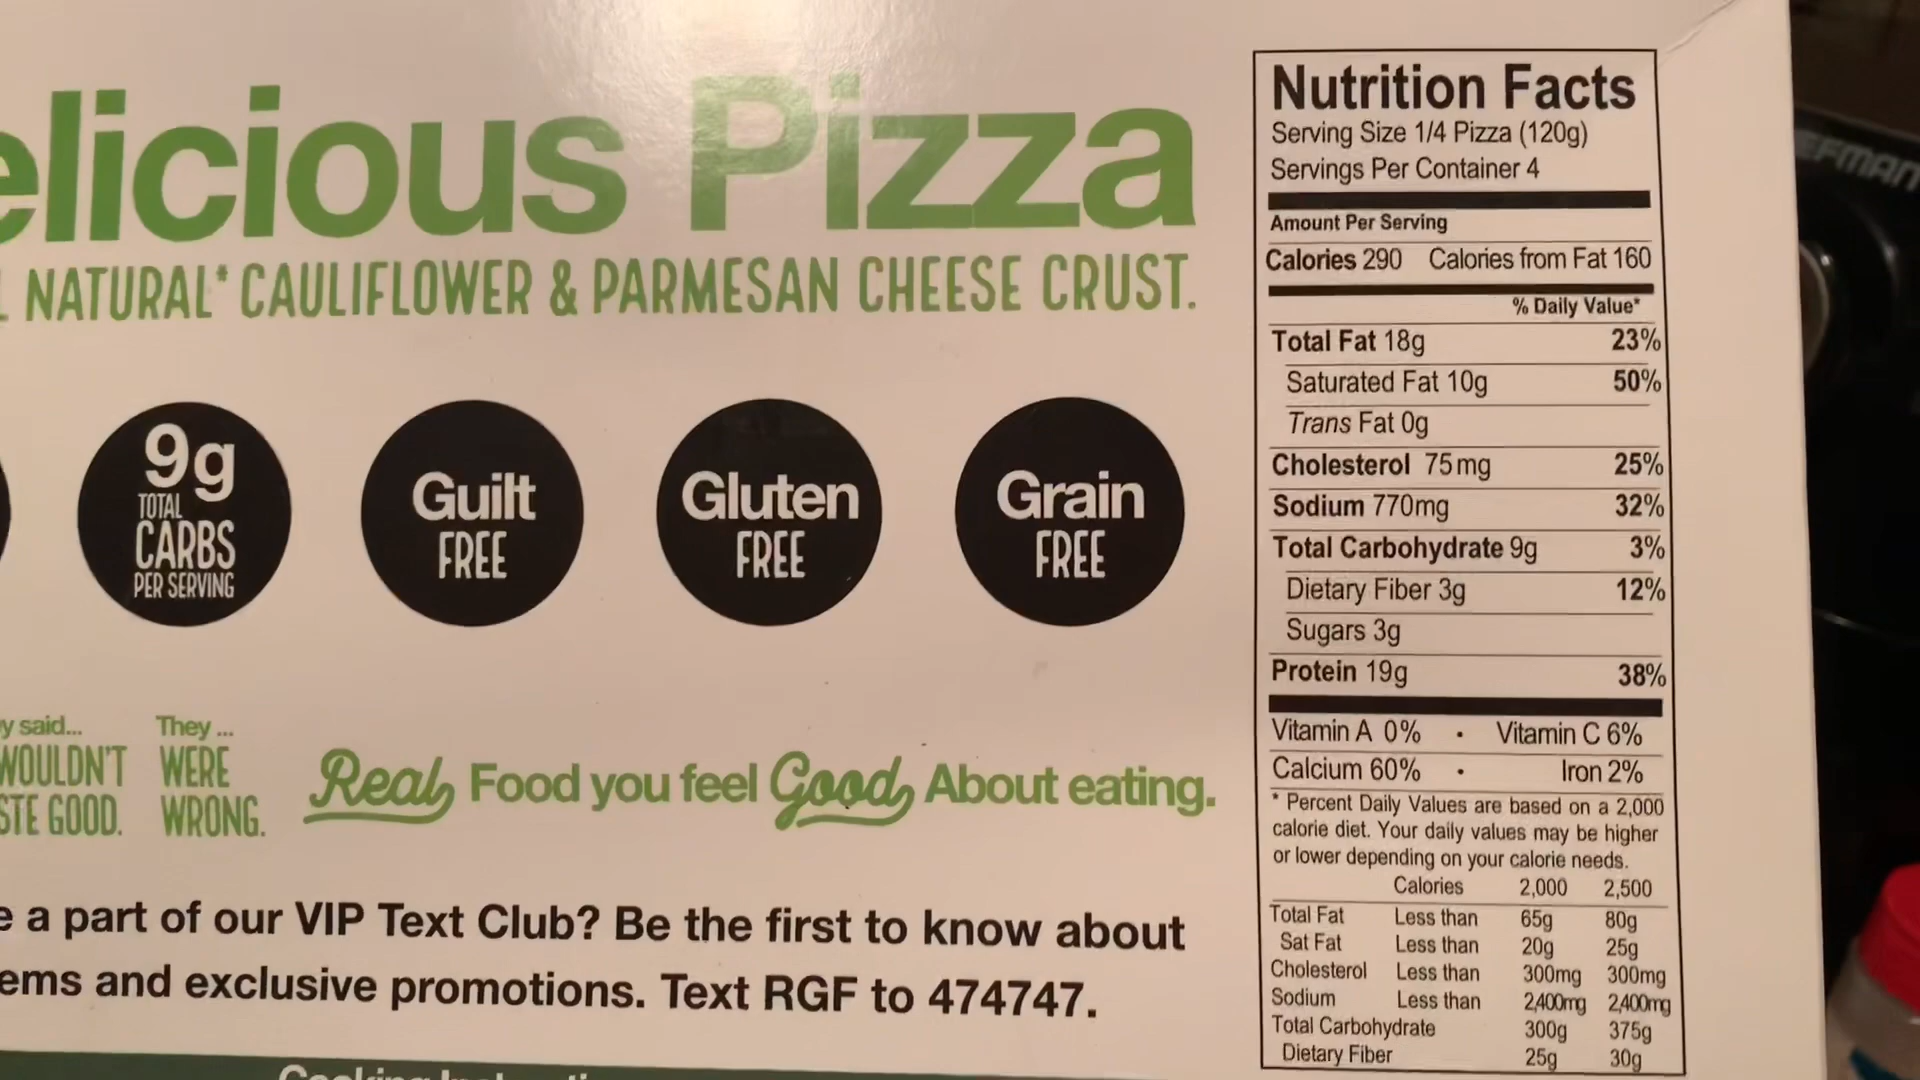 elicious Pizza
NATURAL* CAULIFLOWER & PARMESAN CHEESE CRUST.
9g
TOTAL
CARBS
PER SERVING
Guilt
FREE
Gluten
FREE
Grain
FREE
y said...
WOULDN'T
STE GOOD.
They ...
WERE
WRONG.
Real Food you feel Good About eating.
e a part of our VIP Text Club? Be the first to know about
ems and exclusive promotions. Text RGF to 474747.
Nutrition Facts
Serving Size 1/4 Pizza (120g)
Servings Per Container 4
Amount Per Serving
Calories 290 Calories from Fat 160
% Daily Value*
Total Fat 18g 23%
Saturated Fat 10g 50%
Trans Fat 0g
Cholesterol 75mg 25%
Sodium 770mg 32%
Total Carbohydrate 9g 3%
Dietary Fiber 3g 12%
Sugars 3g
Protein 19g 38%
Vitamin A 0% • Vitamin C 6%
Calcium 60% • Iron 2%
* Percent Daily Values are based on a 2,000
calorie diet. Your daily values may be higher
or lower depending on your calorie needs.
Calories 2,000 2,500
Total Fat Less than 65g 80g
Sat Fat Less than 20g 25g
Cholesterol Less than 300mg 300mg
Sodium Less than 2,400mg 2,400mg
Total Carbohydrate 300g 375g
Dietary Fiber 25g 30g
EFMAN